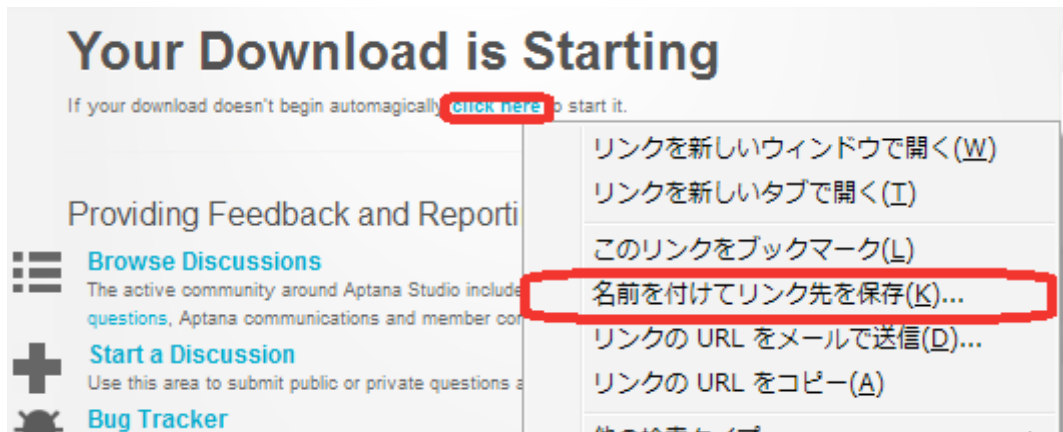 Your Download is Starting
If your download doesn't begin automagically click here to start it.
リンクを新しいウィンドウで開く(W)
リンクを新しいタブで開く(T)
このリンクをブックマーク(L)
名前を付けてリンク先を保存(K)...
リンクの URL をメールで送信(D)...
リンクの URL をコピー(A)
Providing Feedback and
Browse Discussions
The active community around Aptana Studio
questions, Aptana communications and member
Start a Discussion
Use this area to submit public or private questions
Bug Tracker